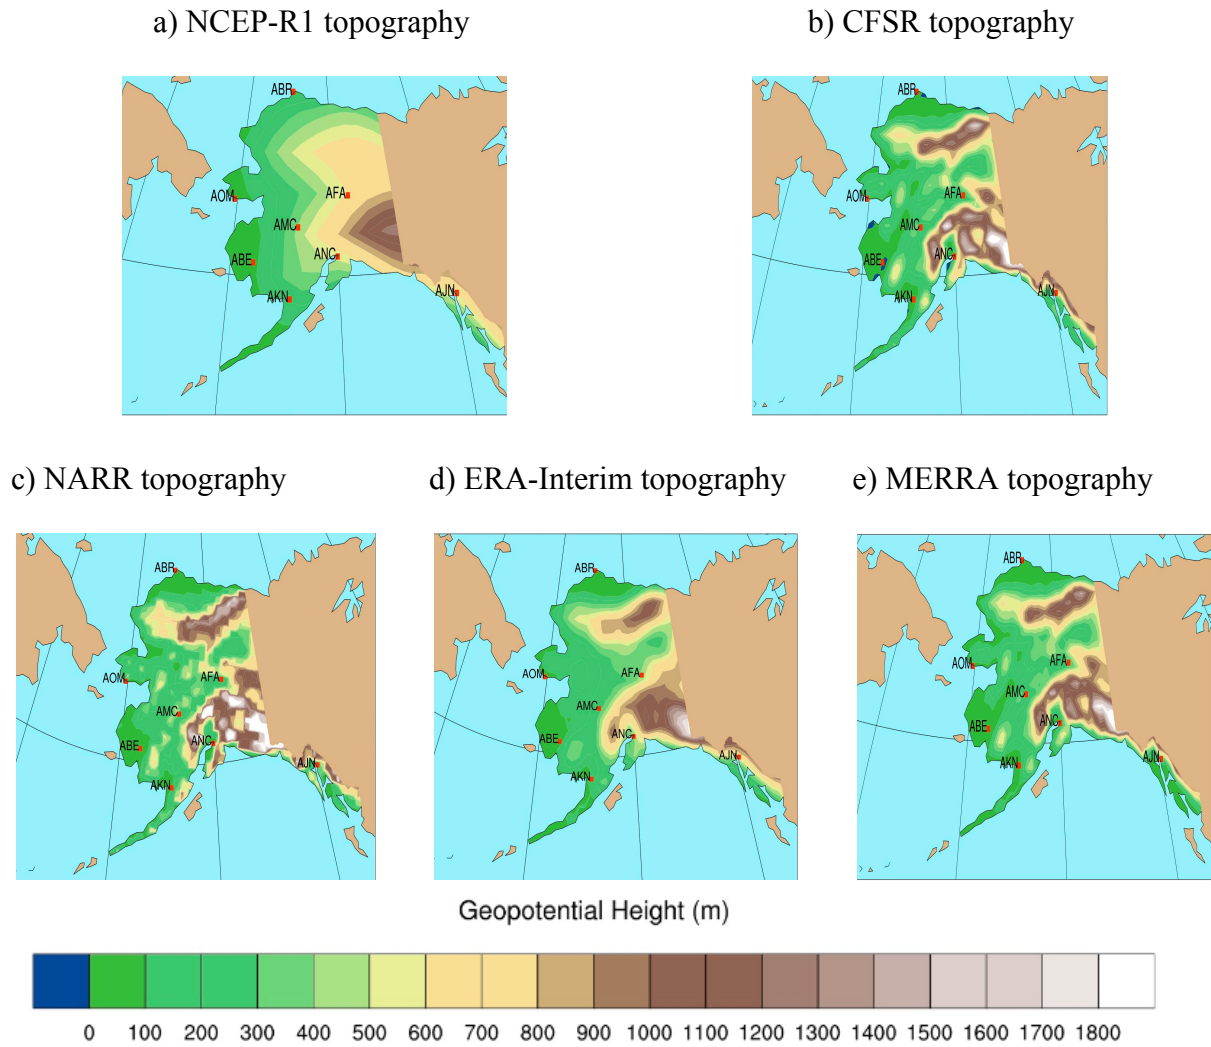 a) NCEP-R1 topography
b) CFSR topography
ABR
AOM
AFA
AMC
ABE
ANC
AKN
AJN
ABR
AOM
AFA
AMC
ABE
ANC
AKN
AJN
c) NARR topography
d) ERA-Interim topography
e) MERRA topography
ABR
AOM
AFA
AMC
ABE
ANC
AKN
AJN
ABR
AOM
AFA
AMC
ABE
ANC
AKN
AJN
ABR
AOM
AFA
AMC
ABE
ANC
AKN
AJN
Geopotential Height (m)
0 100 200 300 400 500 600 700 800 900 1000 1100 1200 1300 1400 1500 1600 1700 1800